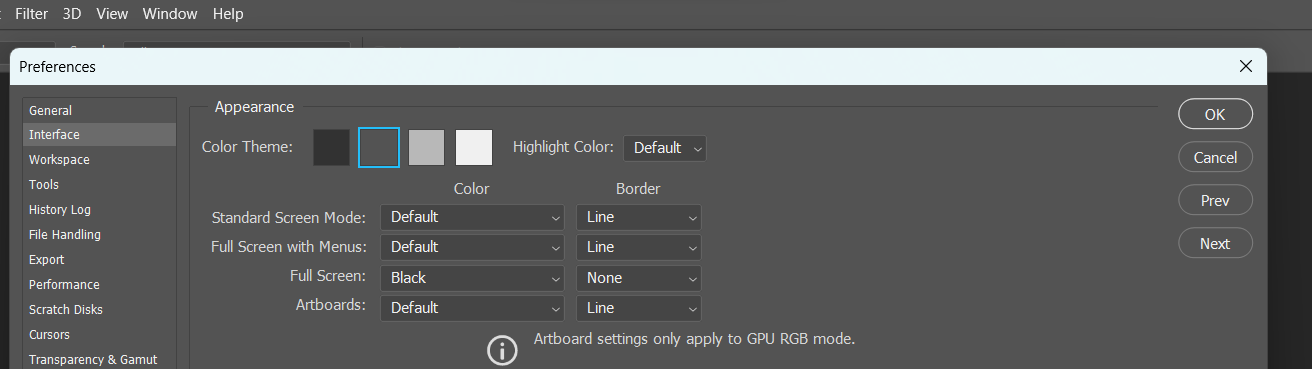 Filter 3D View Window Help
Preferences
General
Interface
Workspace
Tools
History Log
File Handling
Export
Performance
Scratch Disks
Cursors
Transparency & Gamut
Appearance
Color Theme:
Highlight Color: Default
Color Border
Standard Screen Mode: Default Line
Full Screen with Menus: Default Line
Full Screen: Black None
Artboards: Default Line
Artboard settings only apply to GPU RGB mode.
OK
Cancel
Prev
Next